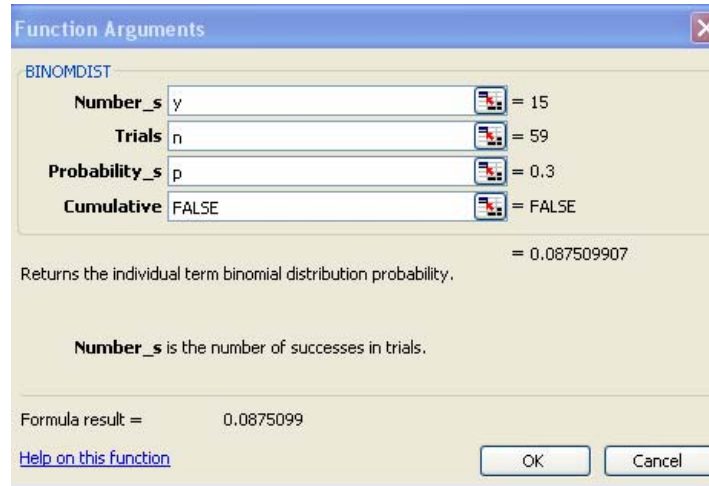 Function Arguments
BINOMDIST
Number_s y = 15
Trials n = 59
Probability_s p = 0.3
Cumulative FALSE = FALSE
= 0.087509907
Returns the individual term binomial distribution probability.
Number_s is the number of successes in trials.
Formula result = 0.0875099
Help on this function OK Cancel